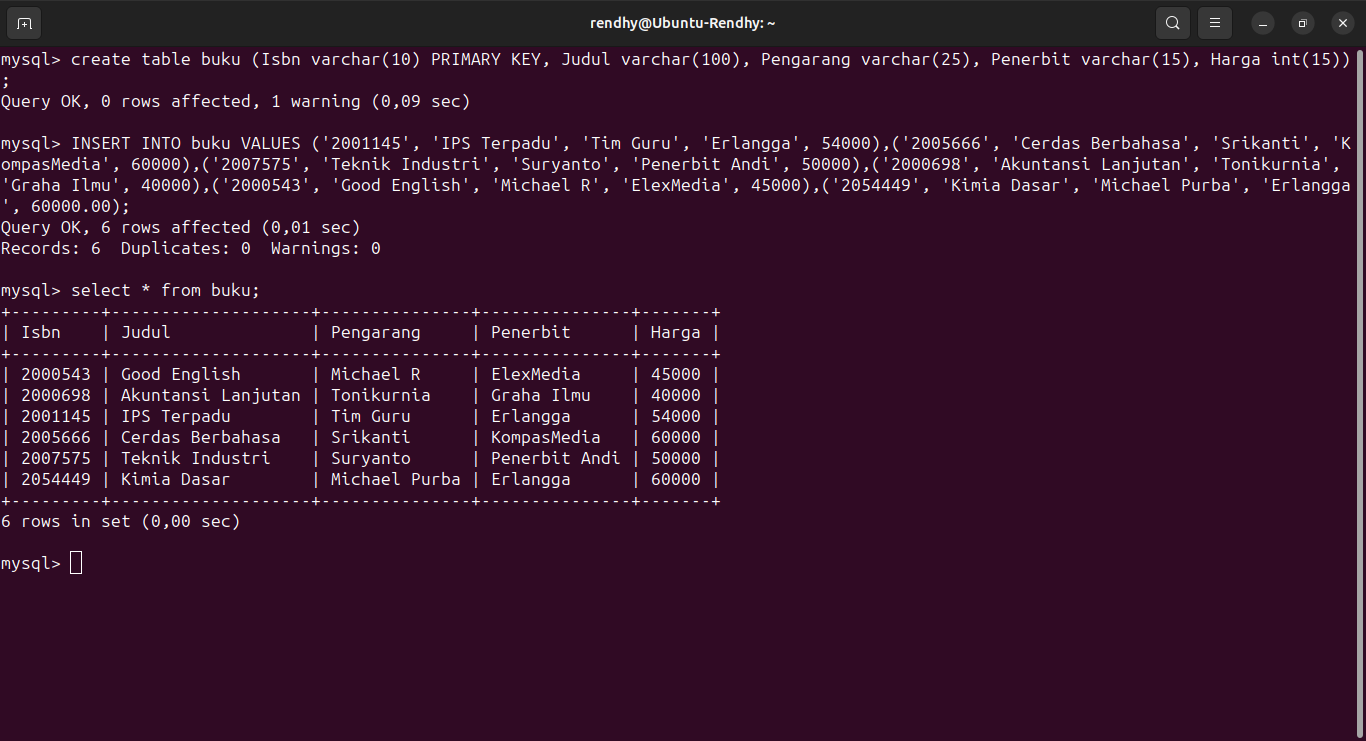 rendhy@Ubuntu-Rendhy: ~
mysql> create table buku (Isbn varchar(10) PRIMARY KEY, Judul varchar(100), Pengarang varchar(25), Penerbit varchar(15), Harga int(15))
;
Query OK, 0 rows affected, 1 warning (0,09 sec)
mysql> INSERT INTO buku VALUES ('2001145', 'IPS Terpadu', 'Tim Guru', 'Erlangga', 54000),('2005666', 'Cerdas Berbahasa', 'Srikanti', 'K
ompasMedia', 60000),('2007575', 'Teknik Industri', 'Suryanto', 'Penerbit Andi', 50000),('2000698', 'Akuntansi Lanjutan', 'Tonikurnia',
'Graha Ilmu', 40000),('2000543', 'Good English', 'Michael R', 'ElexMedia', 45000),('2054449', 'Kimia Dasar', 'Michael Purba', 'Erlangga
', 60000.00);
Query OK, 6 rows affected (0,01 sec)
Records: 6  Duplicates: 0  Warnings: 0
mysql> select * from buku;
+---------+--------------------+---------------+---------------+-------+
| Isbn    | Judul              | Pengarang     | Penerbit      | Harga |
+---------+--------------------+---------------+---------------+-------+
| 2000543 | Good English       | Michael R     | ElexMedia     | 45000 |
| 2000698 | Akuntansi Lanjutan | Tonikurnia    | Graha Ilmu    | 40000 |
| 2001145 | IPS Terpadu        | Tim Guru      | Erlangga      | 54000 |
| 2005666 | Cerdas Berbahasa   | Srikanti      | KompasMedia   | 60000 |
| 2007575 | Teknik Industri    | Suryanto      | Penerbit Andi | 50000 |
| 2054449 | Kimia Dasar        | Michael Purba | Erlangga      | 60000 |
+---------+--------------------+---------------+---------------+-------+
6 rows in set (0,00 sec)
mysql>